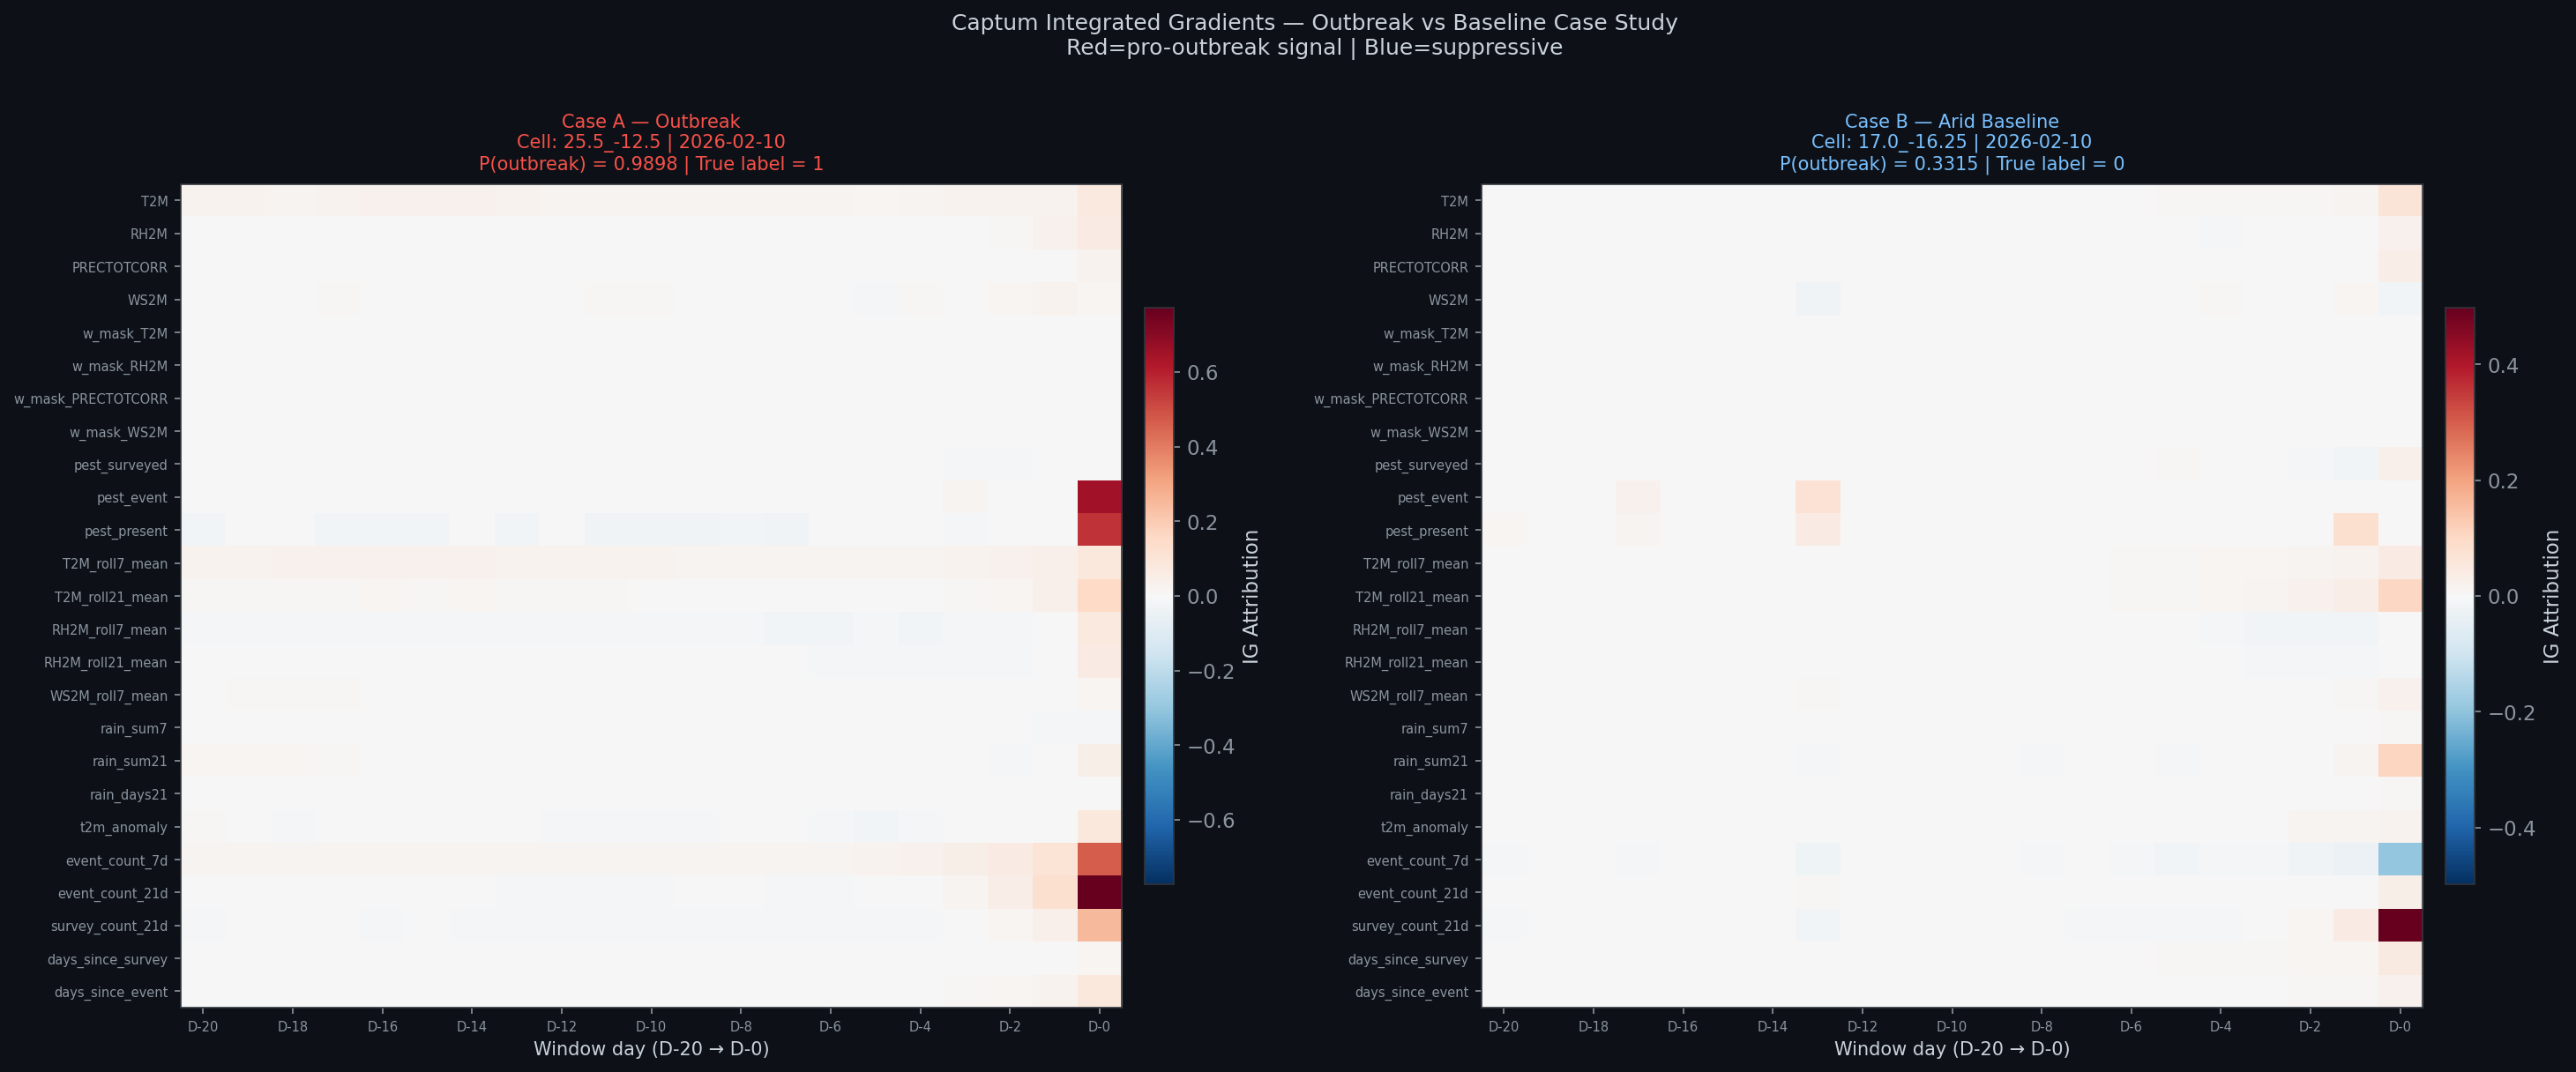 Captum Integrated Gradients — Outbreak vs Baseline Case Study
Red=pro-outbreak signal | Blue=suppressive
Case A — Outbreak
Cell: 25.5_-12.5 | 2026-02-10
P(outbreak) = 0.9898 | True label = 1
T2M
RH2M
PRECTOTCORR
WS2M
w_mask_T2M
w_mask_RH2M
w_mask_PRECTOTCORR
w_mask_WS2M
pest_surveyed
pest_event
pest_present
T2M_roll7_mean
T2M_roll21_mean
RH2M_roll7_mean
RH2M_roll21_mean
WS2M_roll7_mean
rain_sum7
rain_sum21
rain_days21
t2m_anomaly
event_count_7d
event_count_21d
survey_count_21d
days_since_survey
days_since_event
D-20 D-18 D-16 D-14 D-12 D-10 D-8 D-6 D-4 D-2 D-0
Window day (D-20 → D-0)
0.6
0.4
0.2
0.0
−0.2
−0.4
−0.6
IG Attribution
Case B — Arid Baseline
Cell: 17.0_-16.25 | 2026-02-10
P(outbreak) = 0.3315 | True label = 0
T2M
RH2M
PRECTOTCORR
WS2M
w_mask_T2M
w_mask_RH2M
w_mask_PRECTOTCORR
w_mask_WS2M
pest_surveyed
pest_event
pest_present
T2M_roll7_mean
T2M_roll21_mean
RH2M_roll7_mean
RH2M_roll21_mean
WS2M_roll7_mean
rain_sum7
rain_sum21
rain_days21
t2m_anomaly
event_count_7d
event_count_21d
survey_count_21d
days_since_survey
days_since_event
D-20 D-18 D-16 D-14 D-12 D-10 D-8 D-6 D-4 D-2 D-0
Window day (D-20 → D-0)
0.4
0.2
0.0
−0.2
−0.4
IG Attribution